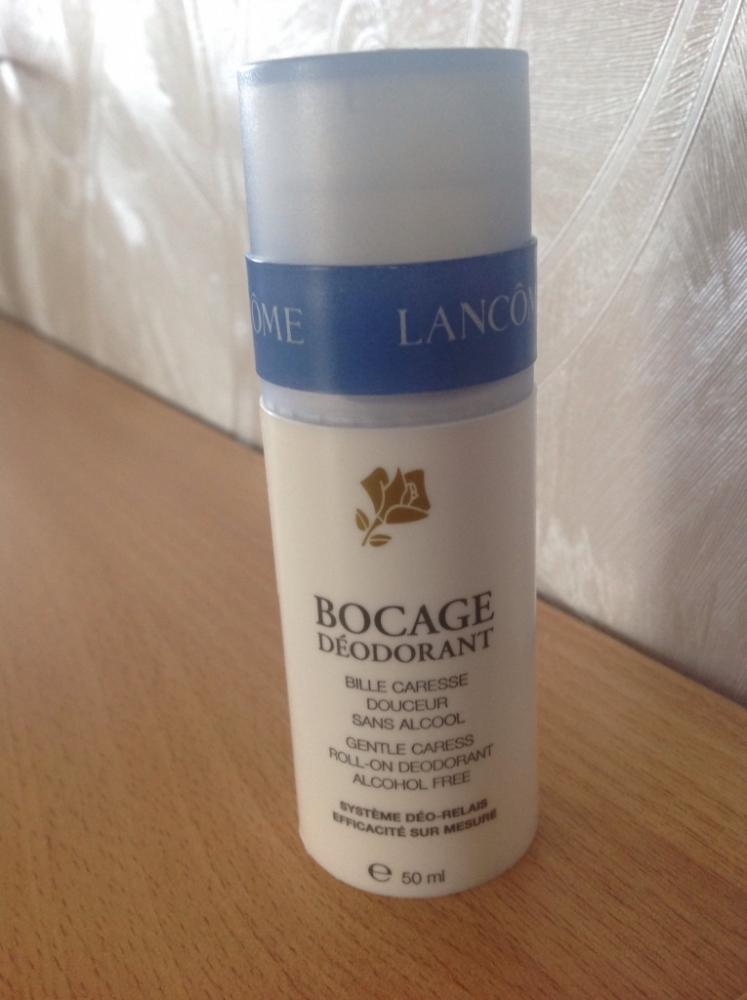 ÔME LANCÔM
BOCAGE
DÉODORANT
BILLE CARESSE
DOUCEUR
SANS ALCOOL
GENTLE CARESS
ROLL-ON DEODORANT
ALCOHOL FREE
SYSTÈME DÉO-RELAIS
EFFICACITÉ SUR MESURE
℮ 50 ml